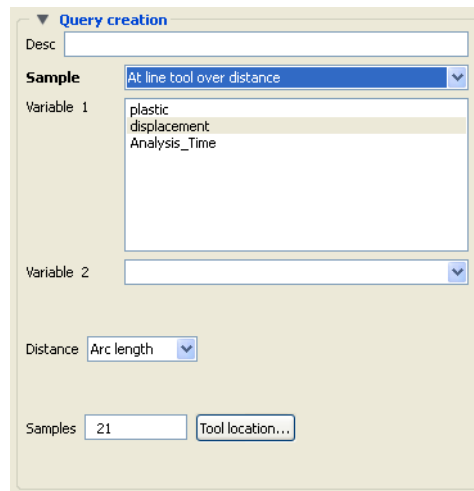 Query creation
Desc
Sample At line tool over distance
Variable 1 plastic
displacement
Analysis_Time
Variable 2
Distance Arc length
Samples 21 Tool location...